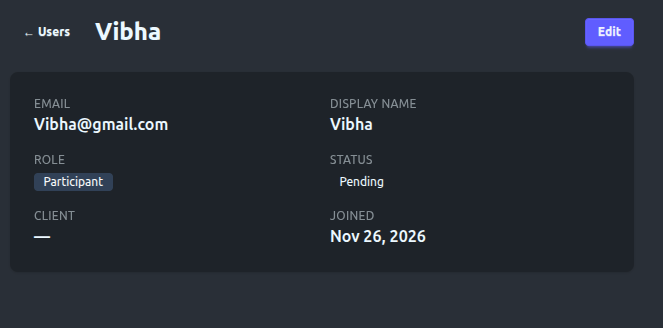 ← Users
Vibha
Edit
EMAIL
Vibha@gmail.com
DISPLAY NAME
Vibha
ROLE
Participant
STATUS
Pending
CLIENT
—
JOINED
Nov 26, 2026